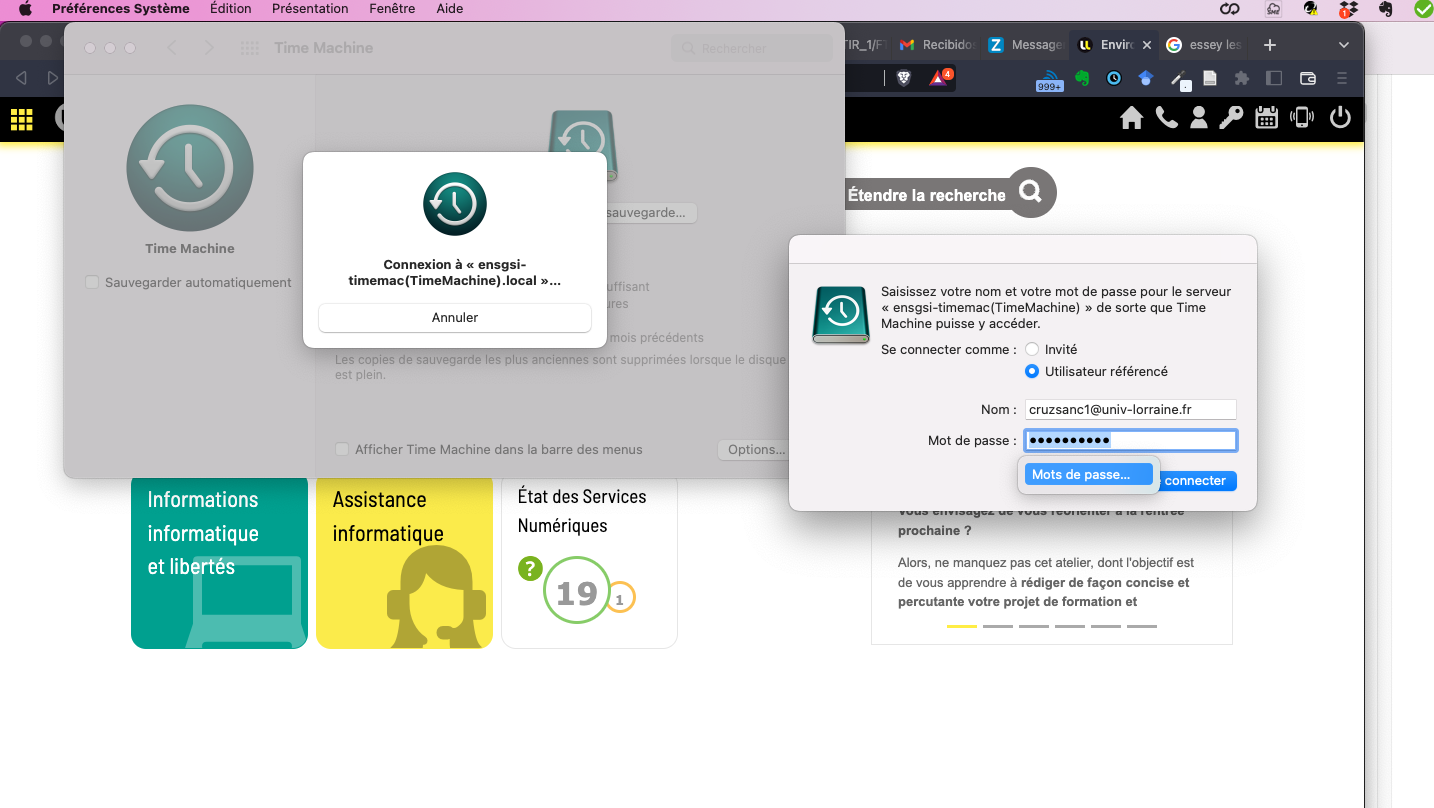 Préférences Système Édition Présentation Fenêtre Aide
SMZ
1
Time Machine
Rechercher
TIR_1/F
Recibidos
Z Message
Enviro
essey les
4
999+
Time Machine
Sauvegarder automatiquement
sauvegarde...
uffisant
ures
mois précédents
Les copies de sauvegarde les plus anciennes sont supprimées lorsque le disque
est plein.
Afficher Time Machine dans la barre des menus
Options...
Connexion à « ensgsi-
timemac(TimeMachine).local »...
Annuler
Étendre la recherche
Saisissez votre nom et votre mot de passe pour le serveur
« ensgsi-timemac(TimeMachine) » de sorte que Time
Machine puisse y accéder.
Se connecter comme :
Invité
Utilisateur référencé
Nom :
cruzsanc1@univ-lorraine.fr
Mot de passe :
••••••••••
Mots de passe...
connecter
Informations
informatique
et libertés
Assistance
informatique
État des Services
Numériques
?
19
1
Vous envisagez de vous réorienter à la rentrée
prochaine ?
Alors, ne manquez pas cet atelier, dont l'objectif est
de vous apprendre à rédiger de façon concise et
percutante votre projet de formation et